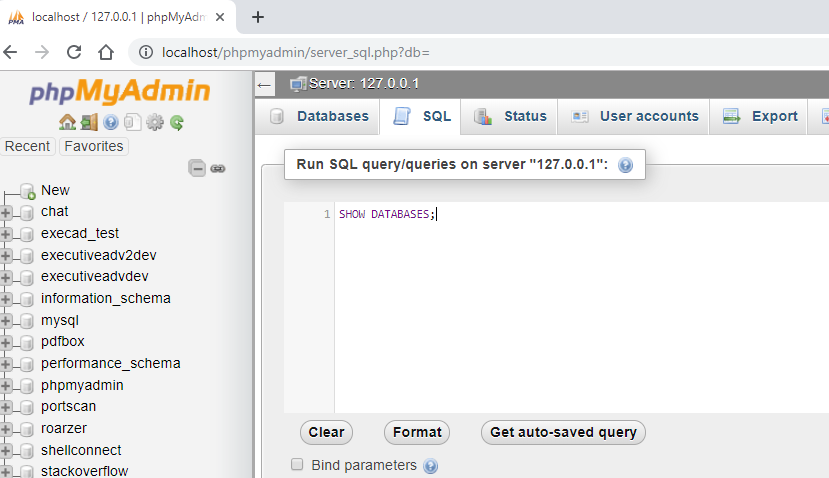 localhost / 127.0.0.1 | phpMyAdm
localhost/phpmyadmin/server_sql.php?db=
phpMyAdmin
Recent
Favorites
New
chat
execad_test
executiveadv2dev
executiveadvdev
information_schema
mysql
pdfbox
performance_schema
phpmyadmin
portscan
roarzer
shellconnect
stackoverflow
Server: 127.0.0.1
Databases
SQL
Status
User accounts
Export
Run SQL query/queries on server "127.0.0.1":
1 SHOW DATABASES;
Clear
Format
Get auto-saved query
Bind parameters